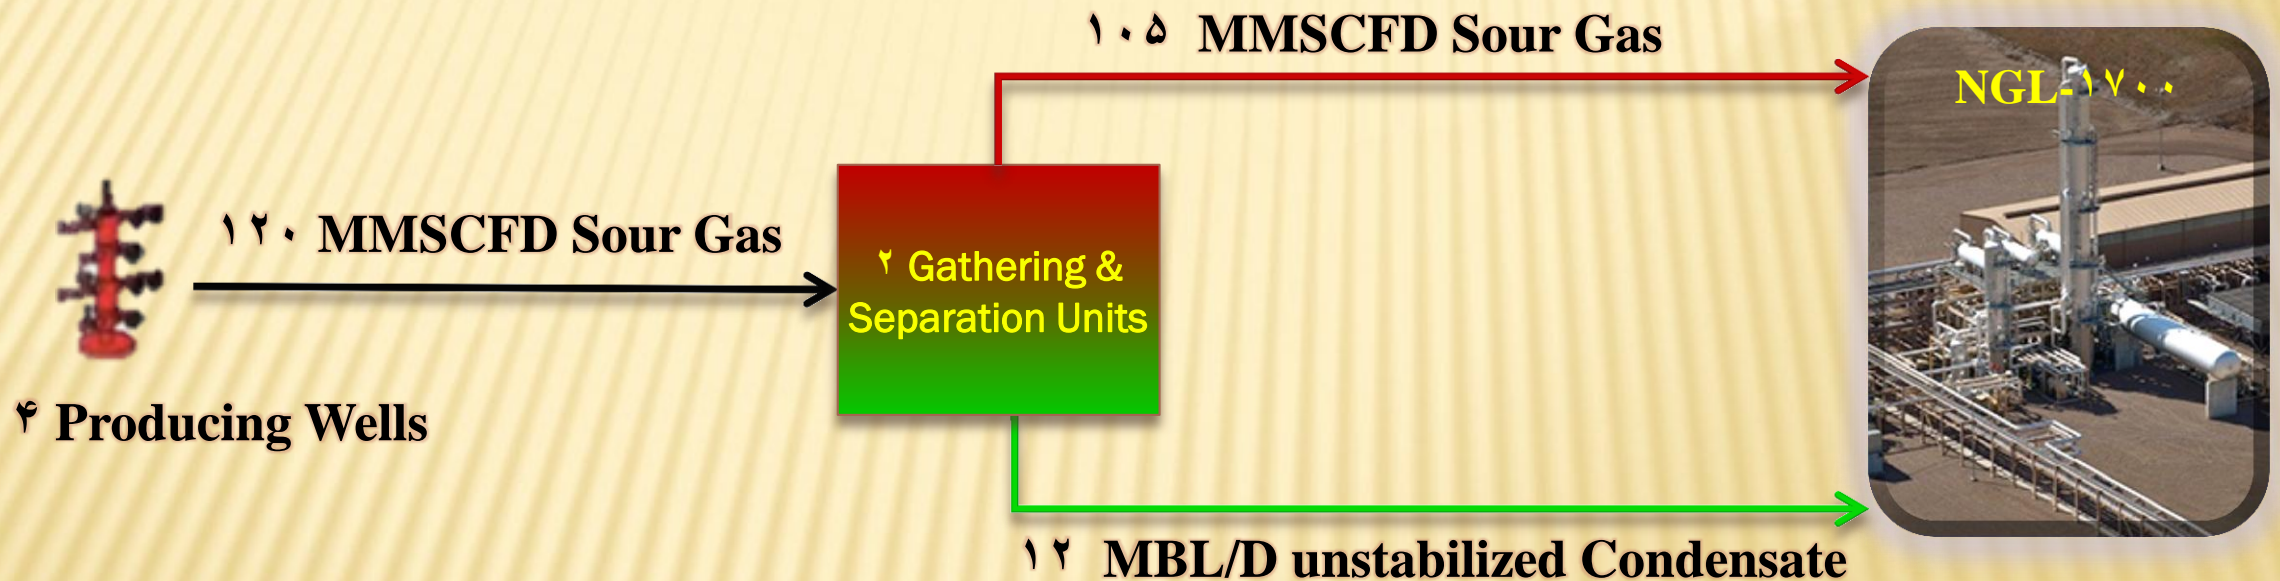 ۱۰۵ MMSCFD Sour Gas
NGL-۱۷۰۰
۱۲۰ MMSCFD Sour Gas
۲ Gathering &
Separation Units
۴ Producing Wells
۱۲ MBL/D unstabilized Condensate